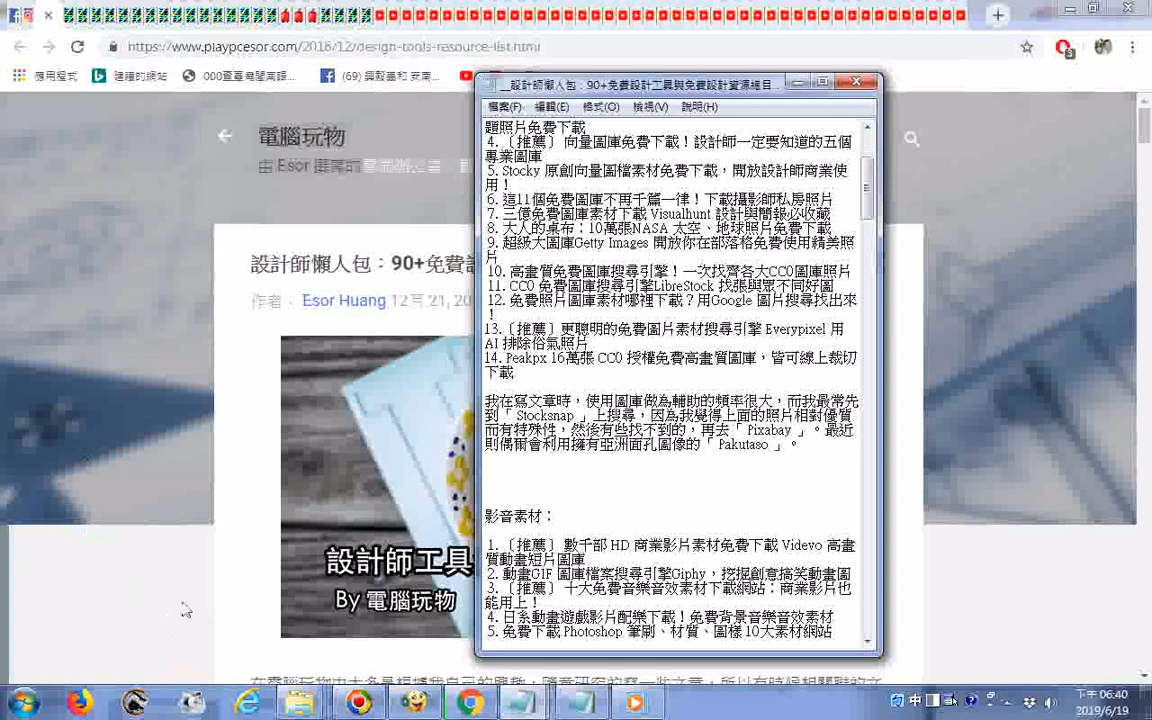 https://www.playpcesor.com/2016/12/design-tools-resource-list.html
應用程式
建議的網站
(69) 興毅基和 安南...
電腦玩物
由 Esor 撰寫的
設計師懶人包：90+免費設
作者 - Esor Huang 12月 21, 20
設計師工具
By 電腦玩物
__設計師懶人包：90+免費設計工具與免費設計資源總目...
檔案(F) 編輯(E) 格式(O) 檢視(V) 說明(H)
題照片免費下載
4.〔推薦〕 向量圖庫免費下載！設計師一定要知道的五個
專業圖庫
5. Stocky 原創向量圖檔素材免費下載，開放設計師商業使
用！
6. 這11個免費圖庫不再千篇一律！下載攝影師私房照片
7. 三億免費圖庫素材下載 Visualhunt 設計與簡報必收藏
8. 大人的桌布：10萬張NASA 太空、地球照片免費下載
9. 超級大圖庫Getty Images 開放你在部落格免費使用精美照
片
10. 高畫質免費圖庫搜尋引擎！一次找齊各大CC0圖庫照片
11. CC0 免費圖庫搜尋引擎LibreStock 找張與眾不同好圖
12. 免費照片圖庫素材哪裡下載？用Google 圖片搜尋找出來
！
13.〔推薦〕更聰明的免費圖片素材搜尋引擎 Everypixel 用
AI 排除俗氣照片
14. Peakpx 16萬張 CC0 授權免費高畫質圖庫，皆可線上裁切
下載
我在寫文章時，使用圖庫做為輔助的頻率很大，而我最常先
到「 Stocksnap 」上搜尋，因為我覺得上面的照片相對優質
而有特殊性，然後有些找不到的，再去「 Pixabay 」。最近
則偶爾會利用擁有亞洲面孔圖像的「 Pakutaso 」。
影音素材：
1.〔推薦〕 數千部 HD 商業影片素材免費下載 Videvo 高畫
質動畫短片圖庫
2. 動畫GIF 圖庫檔案搜尋引擎Giphy，挖掘創意搞笑動畫圖
3.〔推薦〕 十大免費音樂音效素材下載網站：商業影片也
能用上！
4. 日系動畫遊戲影片配樂下載！免費背景音樂音效素材
5. 免費下載 Photoshop 筆刷、材質、圖樣 10大素材網站
中
下午 06:40
2019/6/19